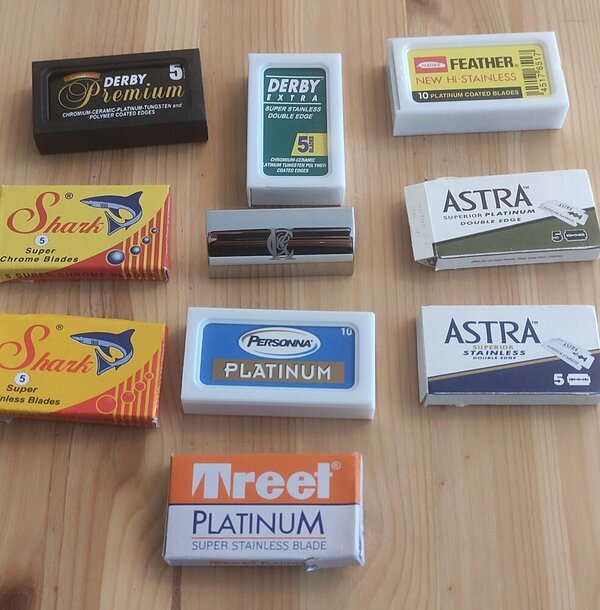 DERBY
Premium
5
CHROMIUM-CERAMIC-PLATINUM-TUNGSTEN and
POLYMER COATED EDGES
DERBY
EXTRA
SUPER STAINLESS
DOUBLE EDGE
5
CHROMIUM-CERAMIC
PLATINUM TUNGSTEN POLYMER
COATED EDGES
FEATHER
FEATHER
NEW Hi-STAINLESS
10 PLATINUM COATED BLADES
Shark®
5
Super
Chrome Blades
5 SUPER CHROME BLADES
ASTRA™
SUPERIOR PLATINUM
DOUBLE EDGE
5
Shark®
5
Super
nless Blades
PERSONNA®
10
PLATINUM
ASTRA™
SUPERIOR
STAINLESS
DOUBLE EDGE
5
Treet®
PLATINUM
SUPER STAINLESS BLADE